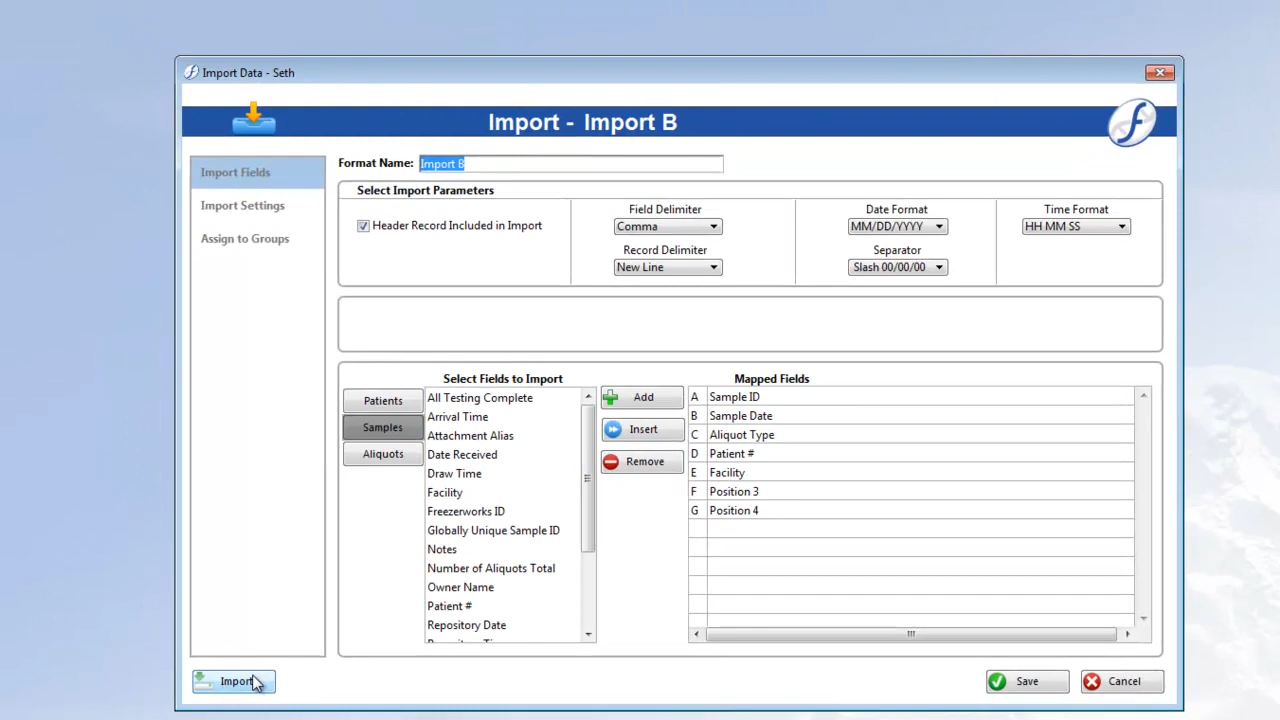 Import Data - Seth
Import - Import B
Import Fields
Import Settings
Assign to Groups
Format Name: Import B
Select Import Parameters
Header Record Included in Import
Field Delimiter
Comma
Record Delimiter
New Line
Date Format
MM/DD/YYYY
Separator
Slash 00/00/00
Time Format
HH MM SS
Select Fields to Import
Patients
Samples
Aliquots
All Testing Complete
Arrival Time
Attachment Alias
Date Received
Draw Time
Facility
Freezerworks ID
Globally Unique Sample ID
Notes
Number of Aliquots Total
Owner Name
Patient #
Repository Date
Add
Insert
Remove
Mapped Fields
A Sample ID
B Sample Date
C Aliquot Type
D Patient #
E Facility
F Position 3
G Position 4
Import
Save
Cancel